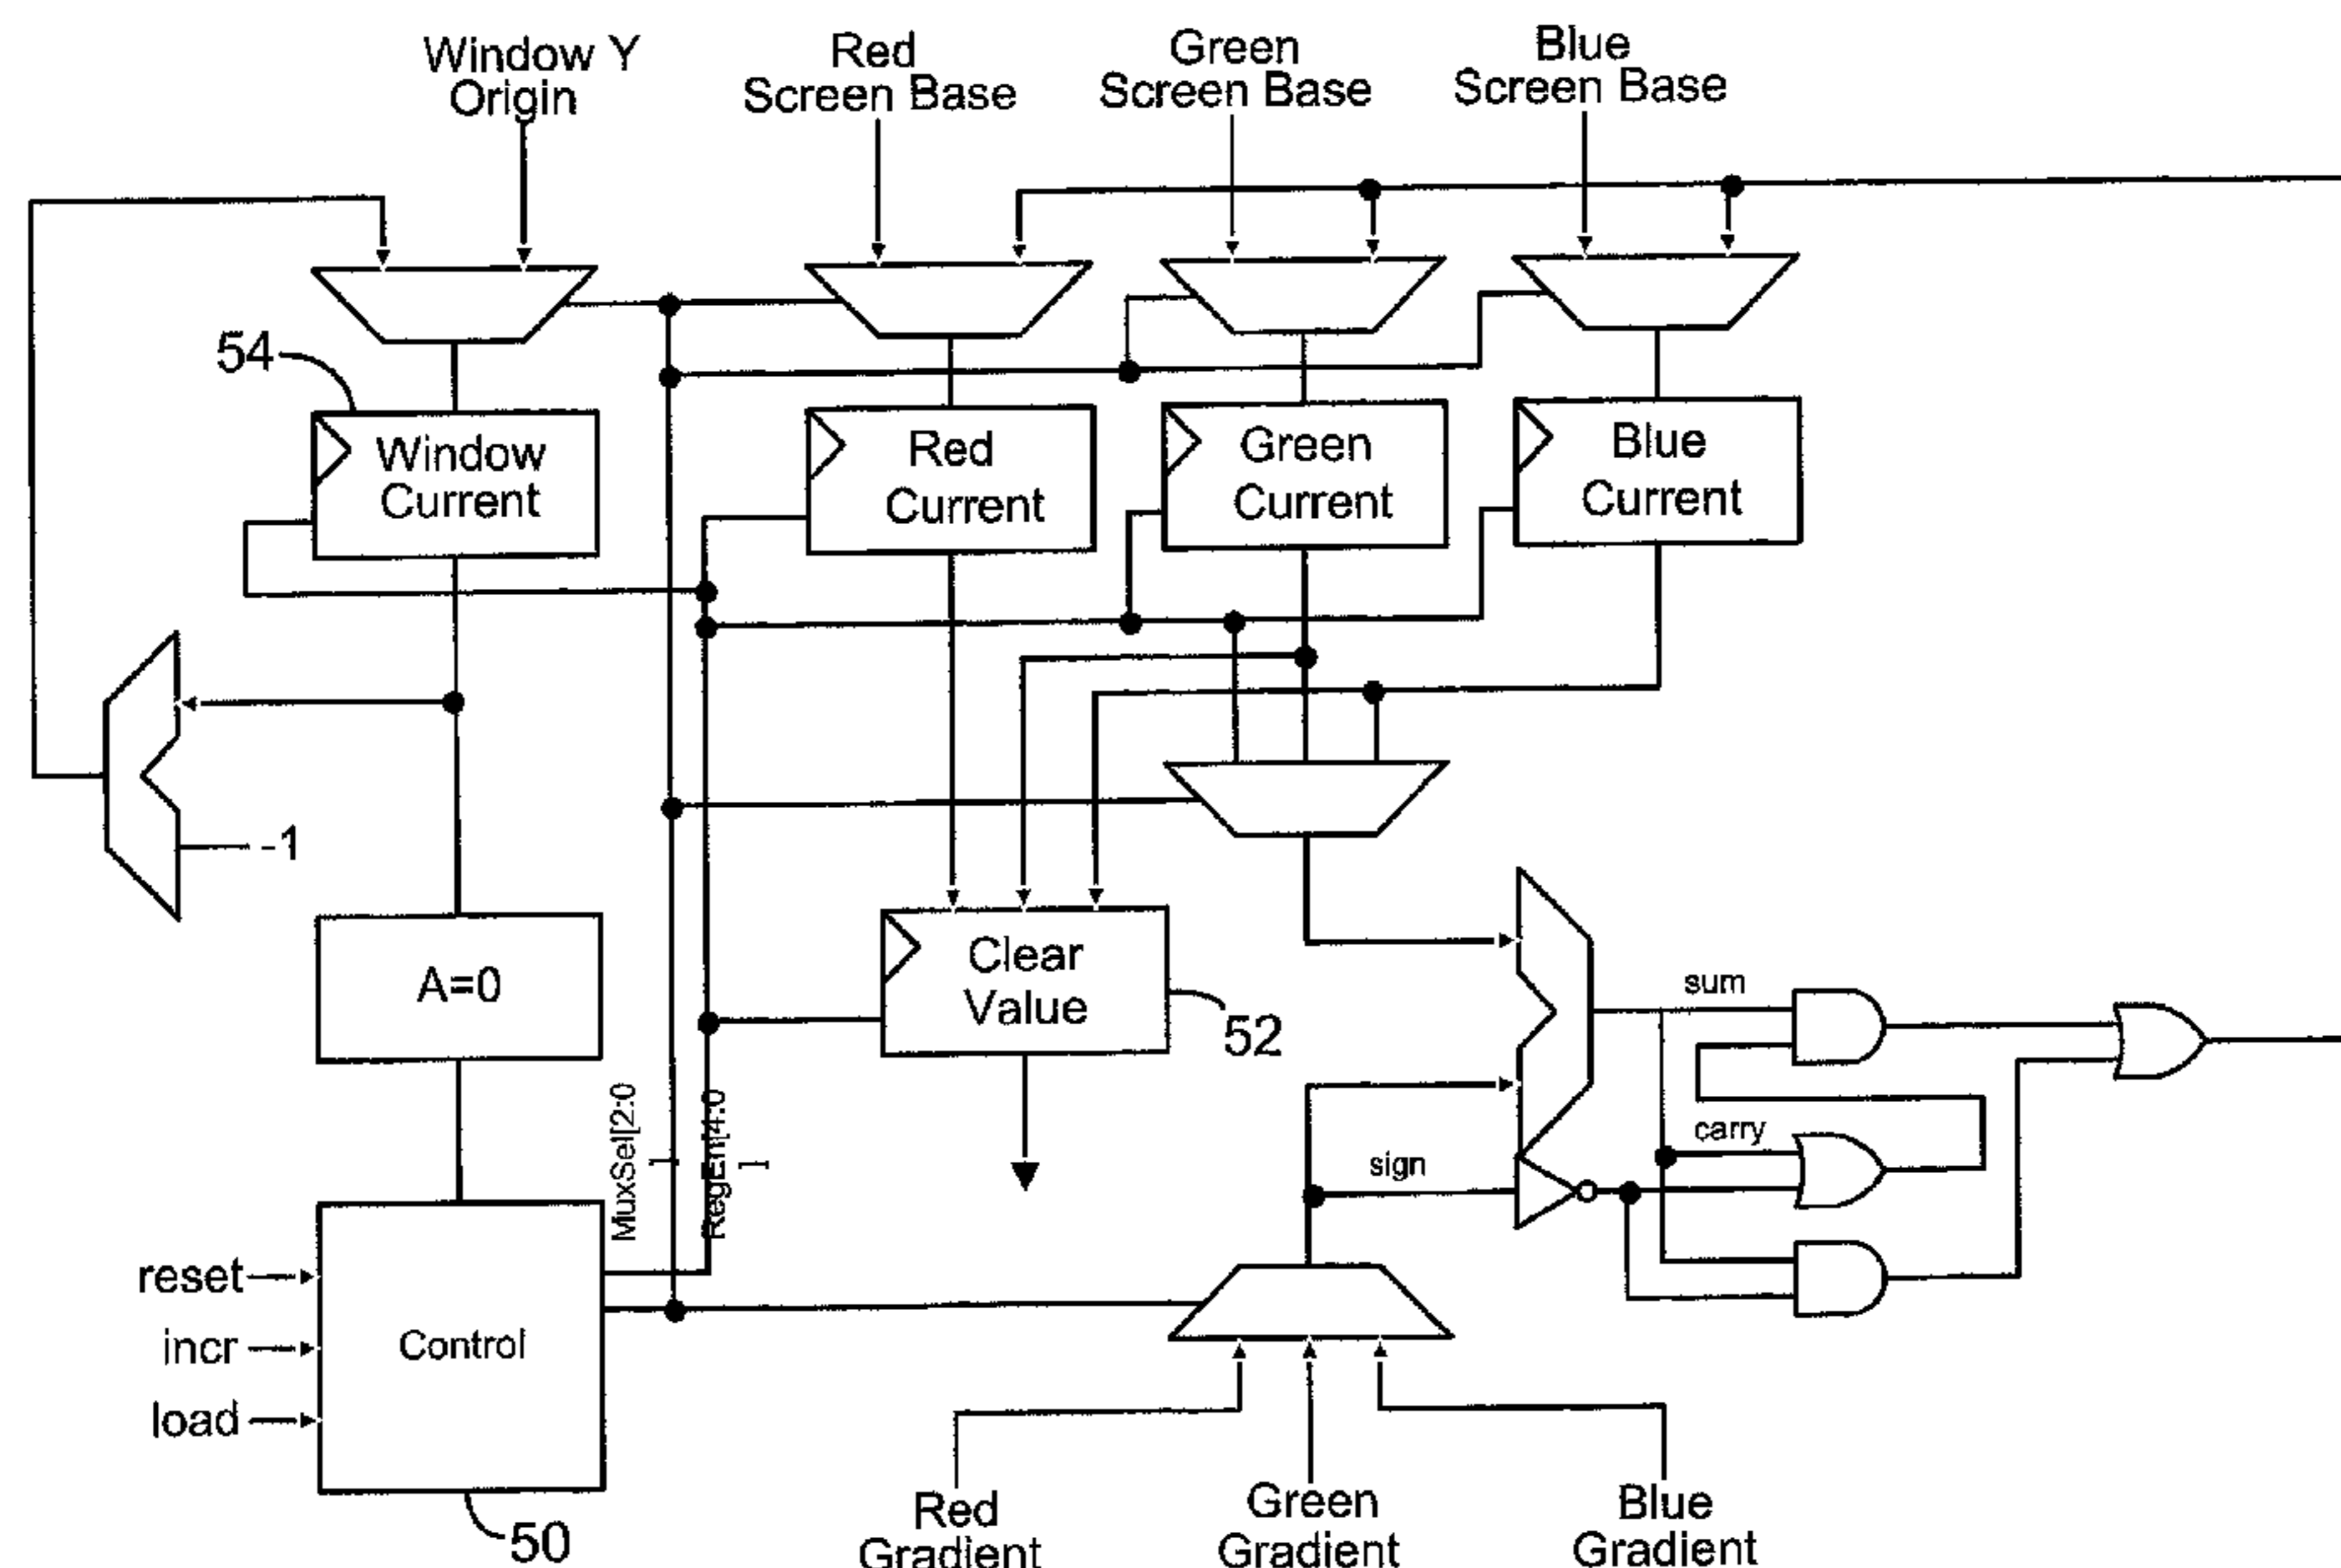 Window Y
Origin
Red
Screen Base
Green
Screen Base
Blue
Screen Base
54
Window
Current
Red
Current
Green
Current
Blue
Current
-1
A=0
Clear
Value
52
sum
carry
sign
MuxSel[2:0
]
RegEn[4:0
]
reset
incr
load
Control
50
Red
Gradient
Green
Gradient
Blue
Gradient